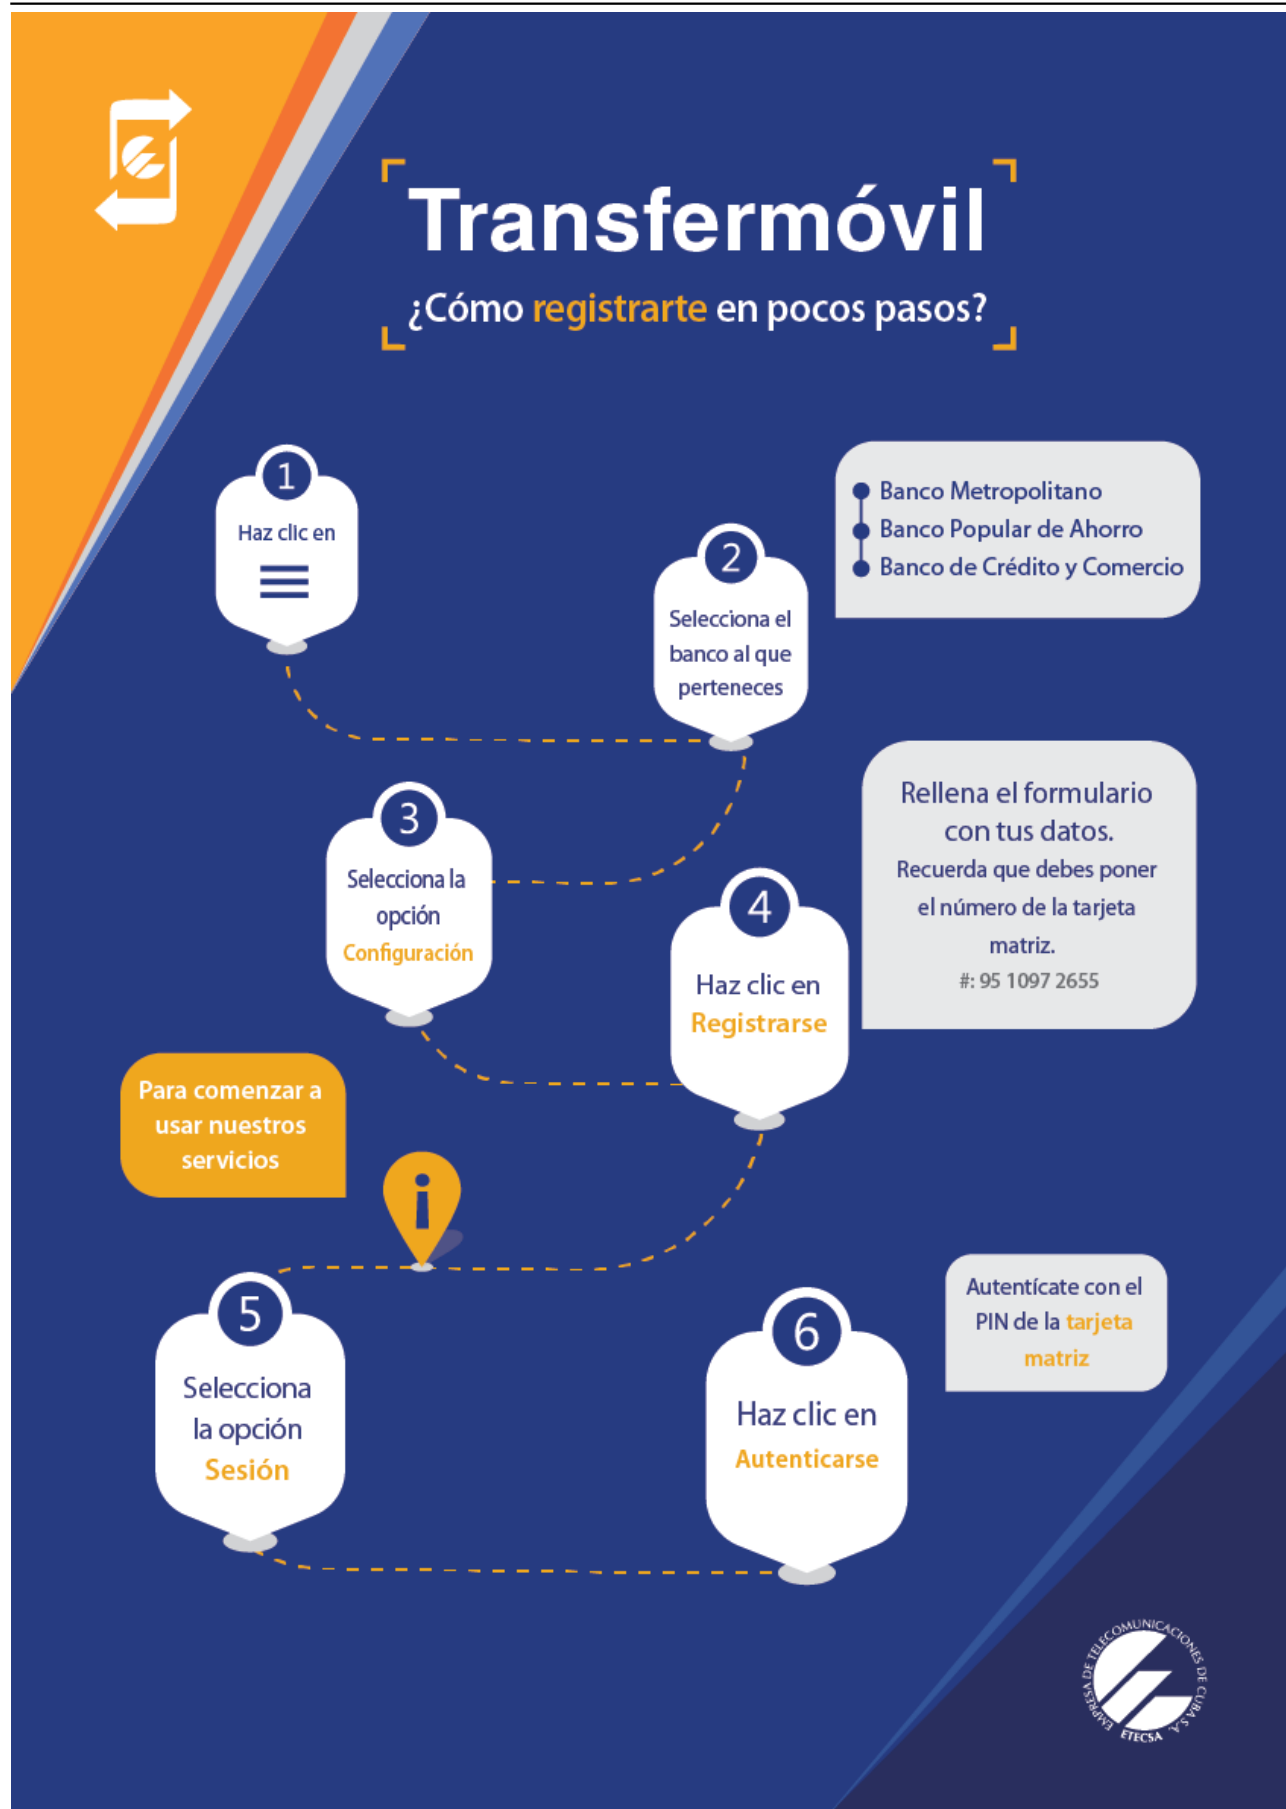 Transfermóvil
¿Cómo registrarte en pocos pasos?
1
Haz clic en
2
Selecciona el
banco al que
perteneces
Banco Metropolitano
Banco Popular de Ahorro
Banco de Crédito y Comercio
3
Selecciona la
opción
Configuración
4
Haz clic en
Registrarse
Rellena el formulario
con tus datos.
Recuerda que debes poner
el número de la tarjeta
matriz.
#: 95 1097 2655
Para comenzar a
usar nuestros
servicios
i
5
Selecciona
la opción
Sesión
6
Haz clic en
Autenticarse
Autentícate con el
PIN de la tarjeta
matriz
EMPRESA DE TELECOMUNICACIONES DE CUBA S.A.
ETECSA